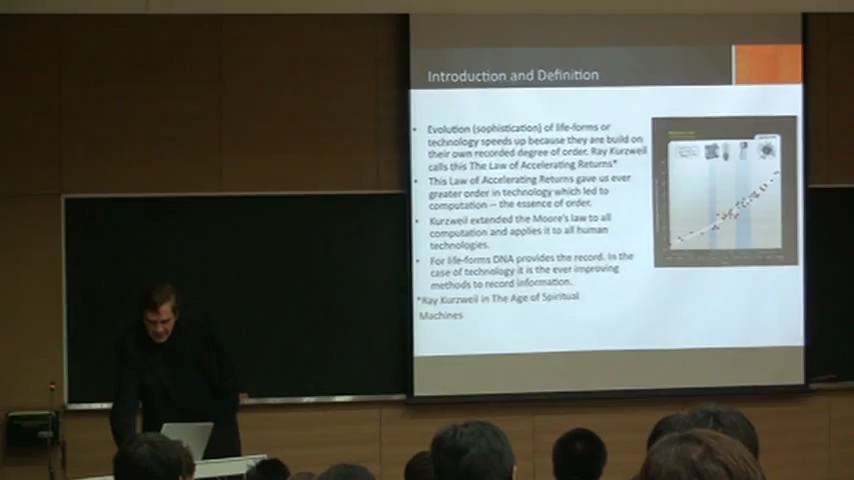 Introduction and Definition
Evolution (sophistication) of life-forms or
technology speeds up because they are build on
their own recorded degree of order. Ray Kurzweil
calls this The Law of Accelerating Returns*
This Law of Accelerating Returns gave us ever
greater order in technology which led to
computation -- the essence of order.
Kurzweil extended the Moore's law to all
computation and applies it to all human
technologies.
For life-forms DNA provides the record. In the
case of technology it is the ever improving
methods to record information.
*Ray Kurzweil in The Age of Spiritual
Machines